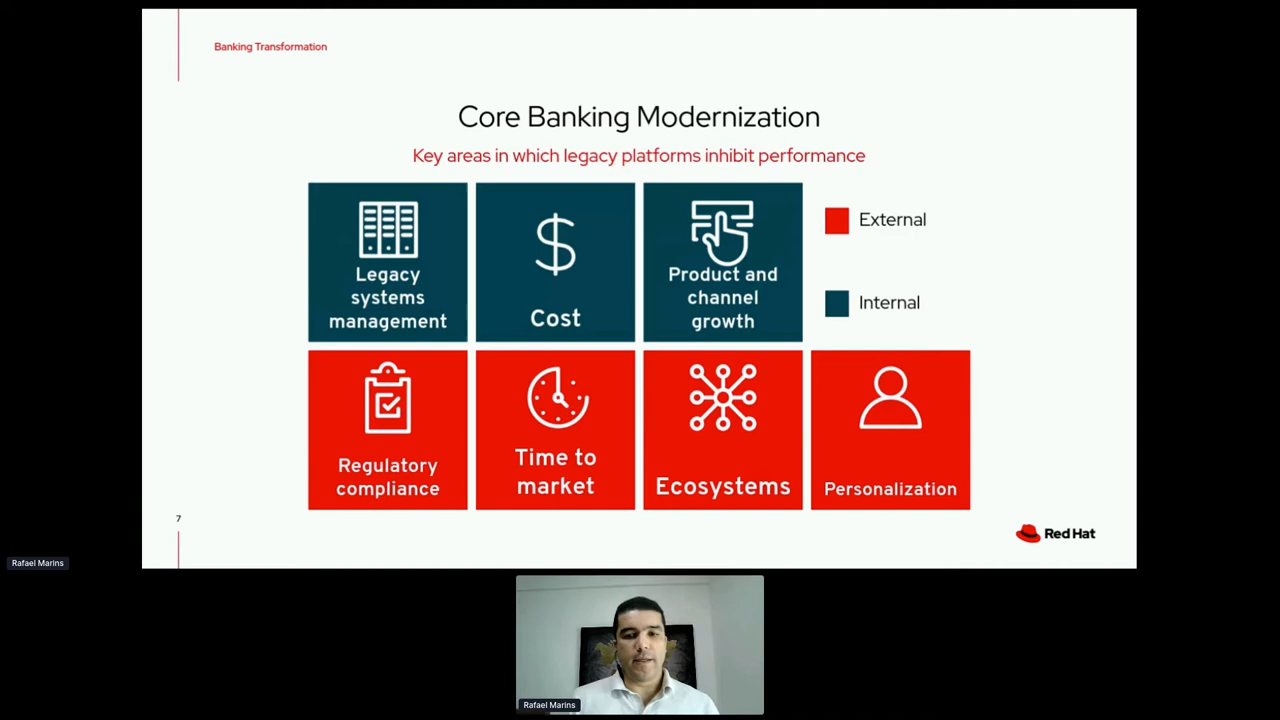 Banking Transformation
Core Banking Modernization
Key areas in which legacy platforms inhibit performance
Legacy
systems
management
Cost
Product and
channel
growth
External
Internal
Regulatory
compliance
Time to
market
Ecosystems
Personalization
7
Red Hat
Rafael Marins
Rafael Marins